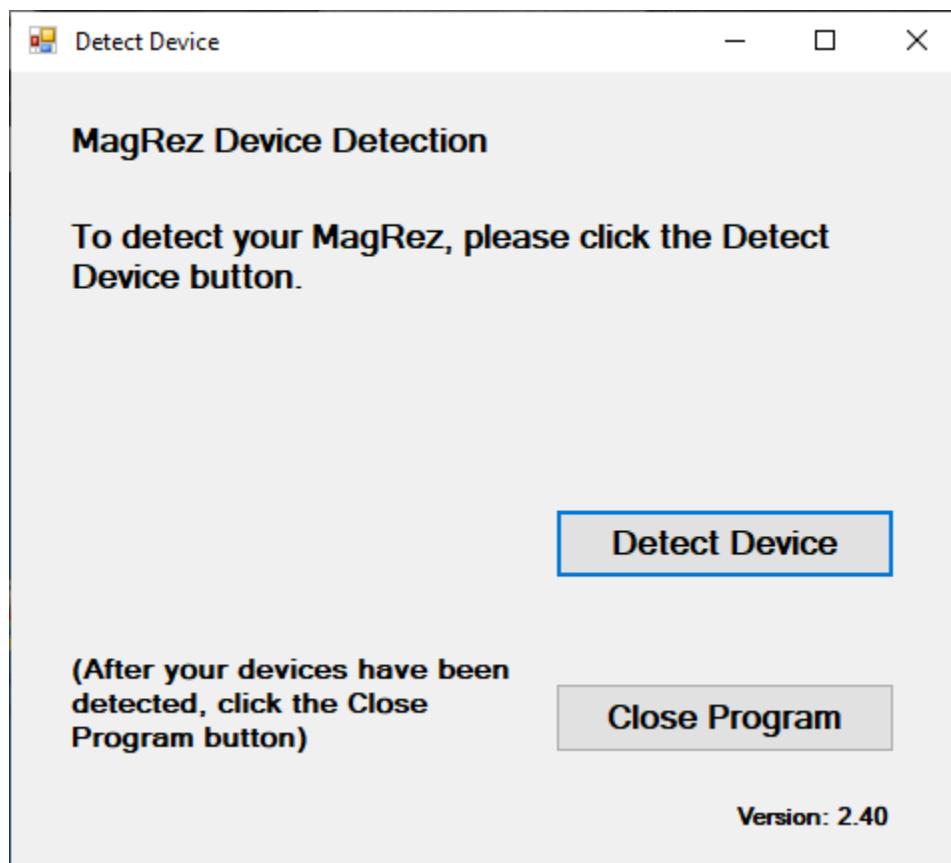 Detect Device
MagRez Device Detection
To detect your MagRez, please click the Detect
Device button.
Detect Device
(After your devices have been
detected, click the Close
Program button)
Close Program
Version: 2.40